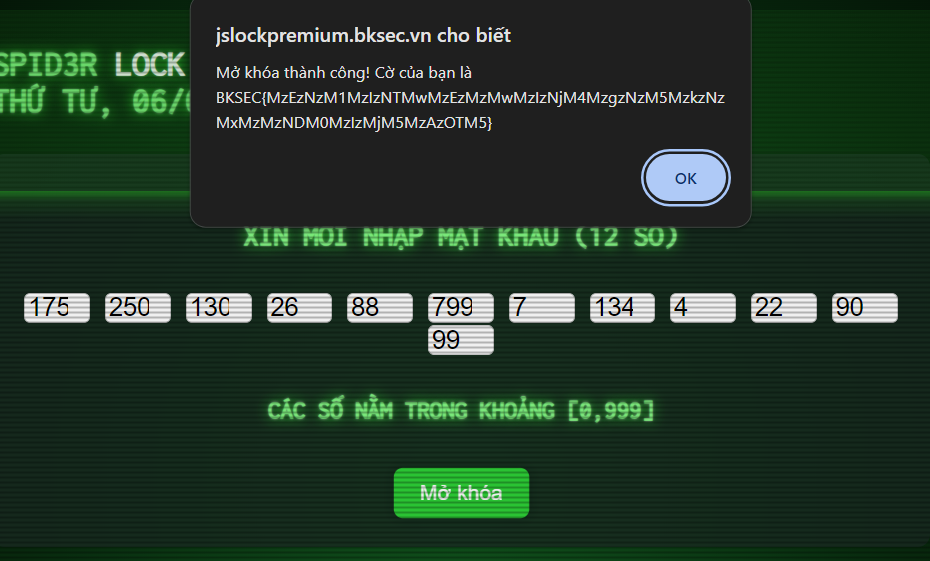 jslockpremium.bksec.vn cho biết
SPID3R LOCK
Mở khóa thành công! Cờ của bạn là
THỨ TƯ, 06/
BKSEC{MzEzNzM1MzIzNTMwMzEzMzMwMzIzNjM4MzgzNzM5MzkzNz
MxMzMzNDM0MzIzMjM5MzAzOTM5}
OK
XIN MỜI NHẬP MẬT KHẨU (12 SỐ)
175 250 130 26 88 799 7 134 4 22 90
99
CÁC SỐ NẰM TRONG KHOẢNG [0,999]
Mở khóa